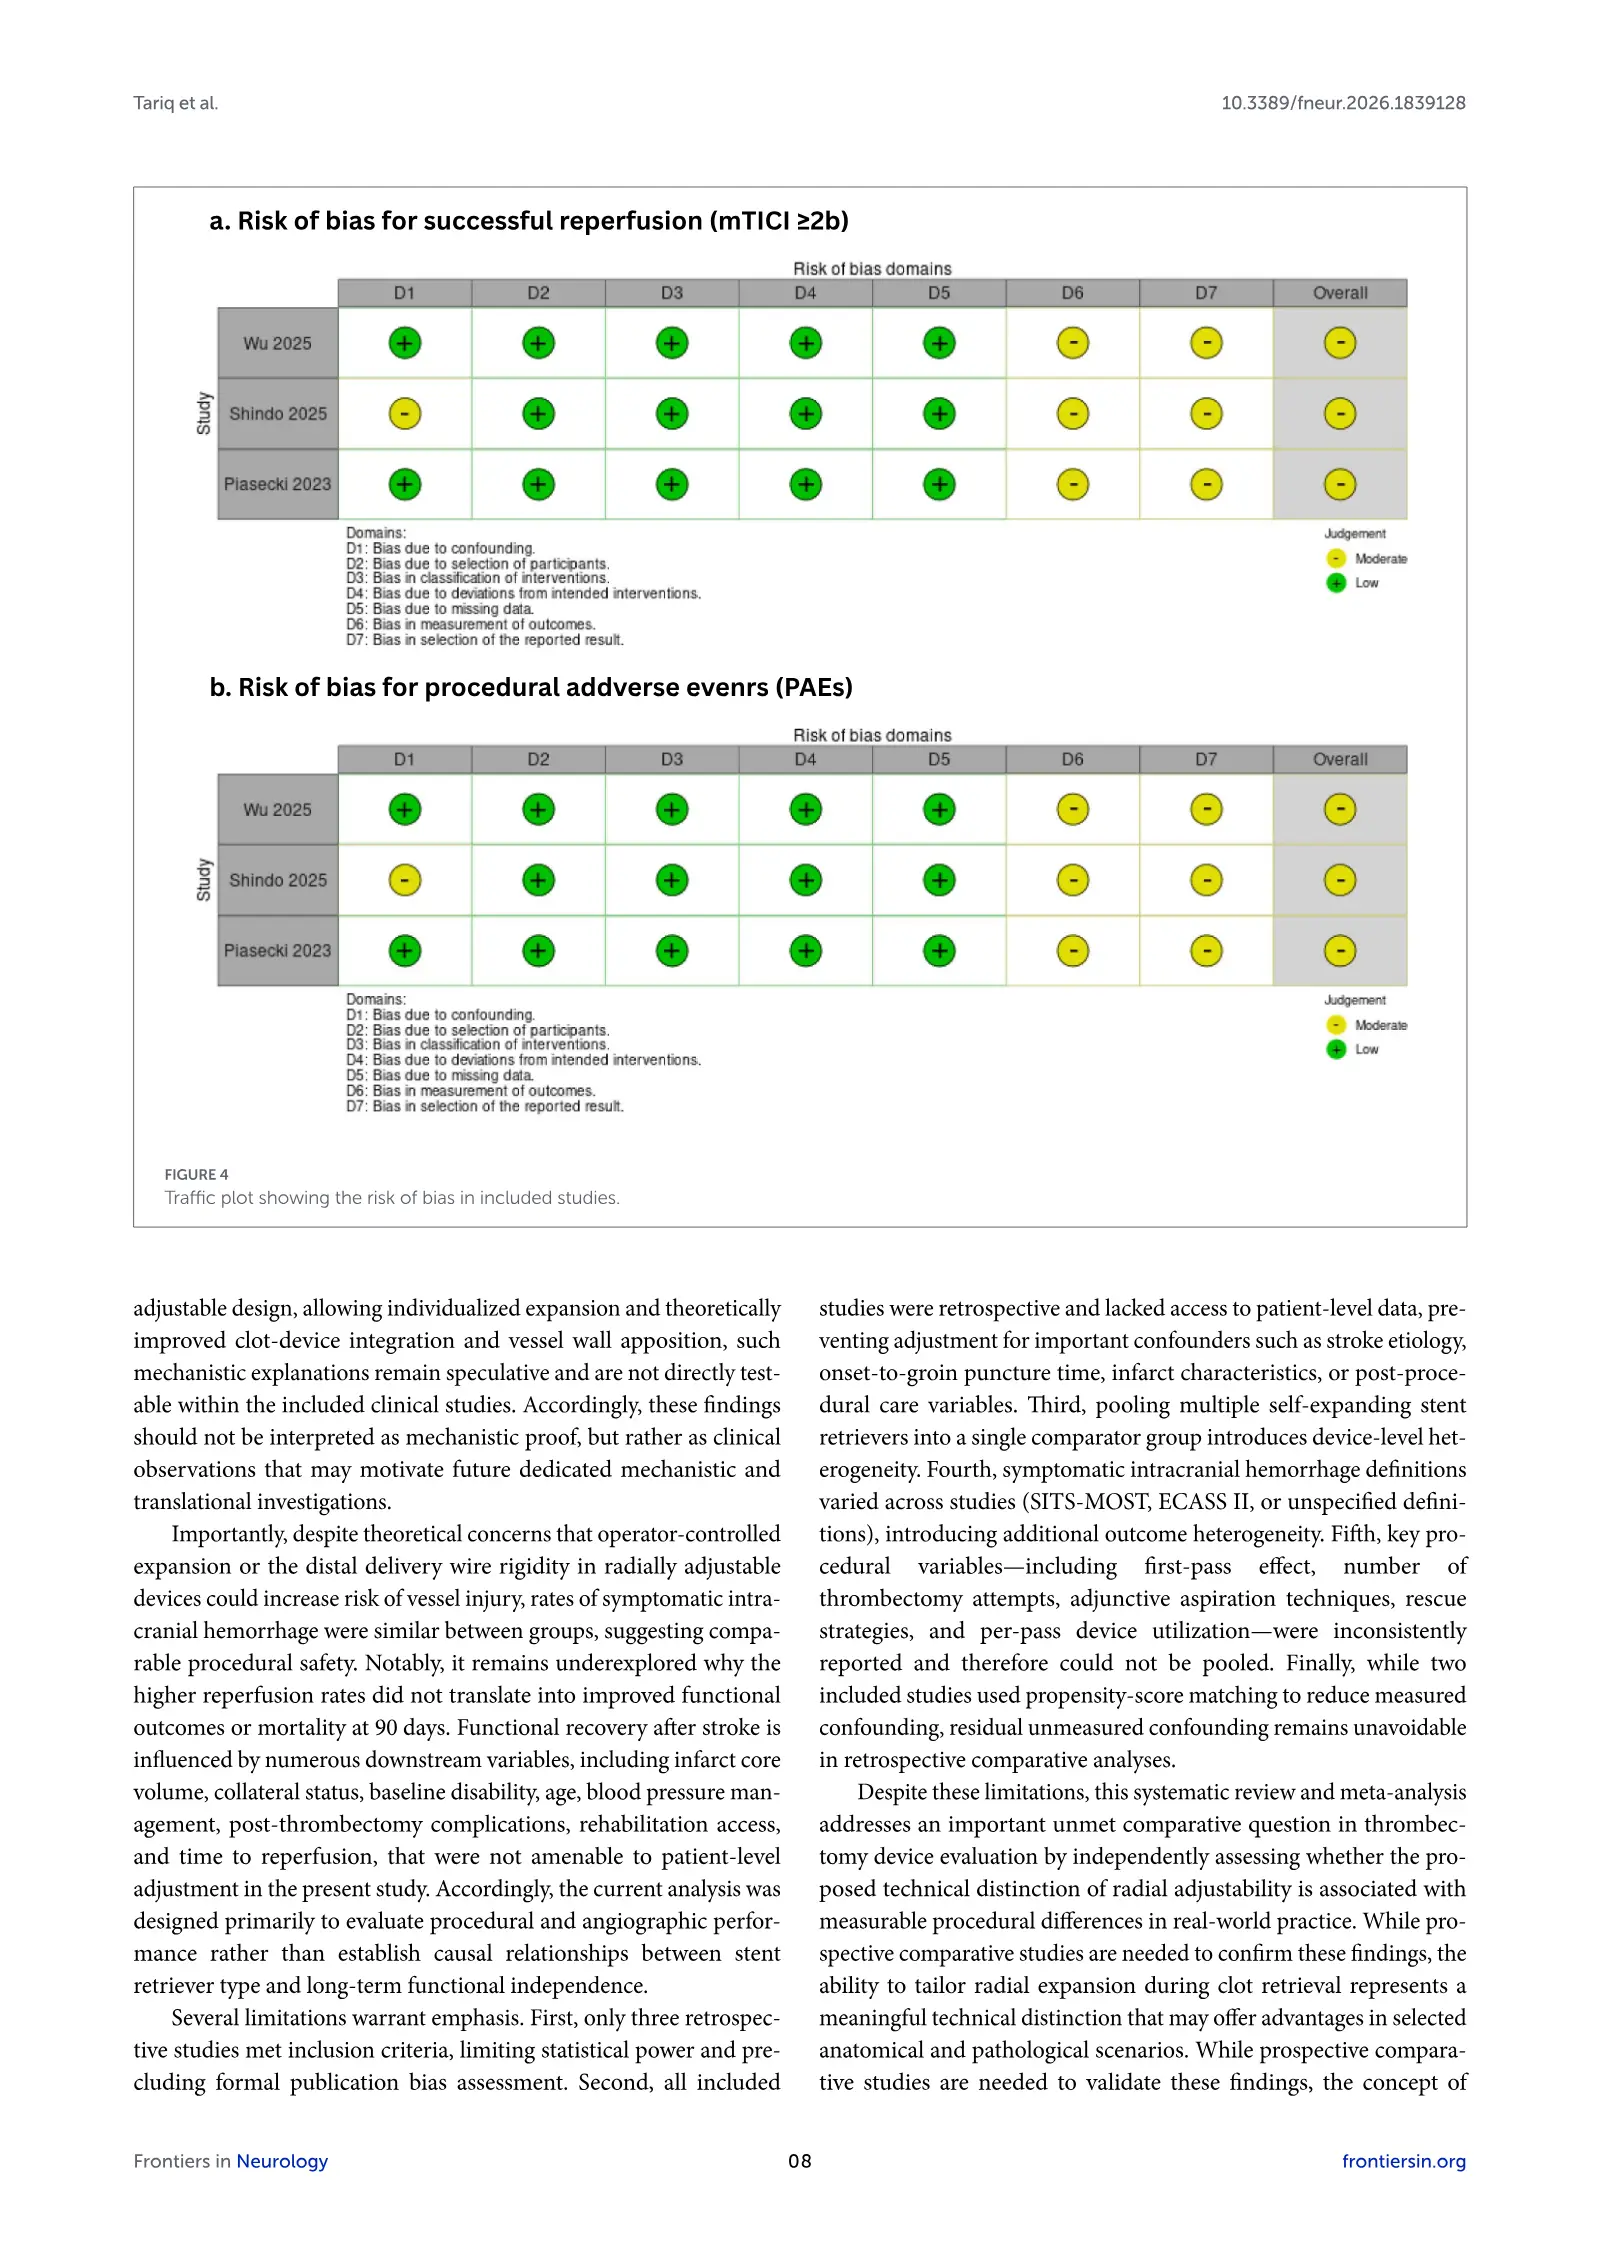 Tariq et al.
10.3389/fneur.2026.1839128
a. Risk of bias for successful reperfusion (mTICI ≥2b)
Risk of bias domains
D1 D2 D3 D4 D5 D6 D7 Overall
Study
Wu 2025 + + + + + - - -
Shindo 2025 - + + + + - - -
Piasecki 2023 + + + + + - - -
Domains:
D1: Bias due to confounding.
D2: Bias due to selection of participants.
D3: Bias in classification of interventions.
D4: Bias due to deviations from intended interventions.
D5: Bias due to missing data.
D6: Bias in measurement of outcomes.
D7: Bias in selection of the reported result.
Judgement
- Moderate
+ Low
b. Risk of bias for procedural addverse evenrs (PAEs)
Risk of bias domains
D1 D2 D3 D4 D5 D6 D7 Overall
Study
Wu 2025 + + + + + - - -
Shindo 2025 - + + + + - - -
Piasecki 2023 + + + + + - - -
Domains:
D1: Bias due to confounding.
D2: Bias due to selection of participants.
D3: Bias in classification of interventions.
D4: Bias due to deviations from intended interventions.
D5: Bias due to missing data.
D6: Bias in measurement of outcomes.
D7: Bias in selection of the reported result.
Judgement
- Moderate
+ Low
FIGURE 4
Traffic plot showing the risk of bias in included studies.
adjustable design, allowing individualized expansion and theoretically
improved clot-device integration and vessel wall apposition, such
mechanistic explanations remain speculative and are not directly test-
able within the included clinical studies. Accordingly, these findings
should not be interpreted as mechanistic proof, but rather as clinical
observations that may motivate future dedicated mechanistic and
translational investigations.
Importantly, despite theoretical concerns that operator-controlled
expansion or the distal delivery wire rigidity in radially adjustable
devices could increase risk of vessel injury, rates of symptomatic intra-
cranial hemorrhage were similar between groups, suggesting compa-
rable procedural safety. Notably, it remains underexplored why the
higher reperfusion rates did not translate into improved functional
outcomes or mortality at 90 days. Functional recovery after stroke is
influenced by numerous downstream variables, including infarct core
volume, collateral status, baseline disability, age, blood pressure man-
agement, post-thrombectomy complications, rehabilitation access,
and time to reperfusion, that were not amenable to patient-level
adjustment in the present study. Accordingly, the current analysis was
designed primarily to evaluate procedural and angiographic perfor-
mance rather than establish causal relationships between stent
retriever type and long-term functional independence.
Several limitations warrant emphasis. First, only three retrospec-
tive studies met inclusion criteria, limiting statistical power and pre-
cluding formal publication bias assessment. Second, all included
studies were retrospective and lacked access to patient-level data, pre-
venting adjustment for important confounders such as stroke etiology,
onset-to-groin puncture time, infarct characteristics, or post-proce-
dural care variables. Third, pooling multiple self-expanding stent
retrievers into a single comparator group introduces device-level het-
erogeneity. Fourth, symptomatic intracranial hemorrhage definitions
varied across studies (SITS-MOST, ECASS II, or unspecified defini-
tions), introducing additional outcome heterogeneity. Fifth, key pro-
cedural variables—including first-pass effect, number of
thrombectomy attempts, adjunctive aspiration techniques, rescue
strategies, and per-pass device utilization—were inconsistently
reported and therefore could not be pooled. Finally, while two
included studies used propensity-score matching to reduce measured
confounding, residual unmeasured confounding remains unavoidable
in retrospective comparative analyses.
Despite these limitations, this systematic review and meta-analysis
addresses an important unmet comparative question in thrombec-
tomy device evaluation by independently assessing whether the pro-
posed technical distinction of radial adjustability is associated with
measurable procedural differences in real-world practice. While pro-
spective comparative studies are needed to confirm these findings, the
ability to tailor radial expansion during clot retrieval represents a
meaningful technical distinction that may offer advantages in selected
anatomical and pathological scenarios. While prospective compara-
tive studies are needed to validate these findings, the concept of
Frontiers in Neurology
08
frontiersin.org